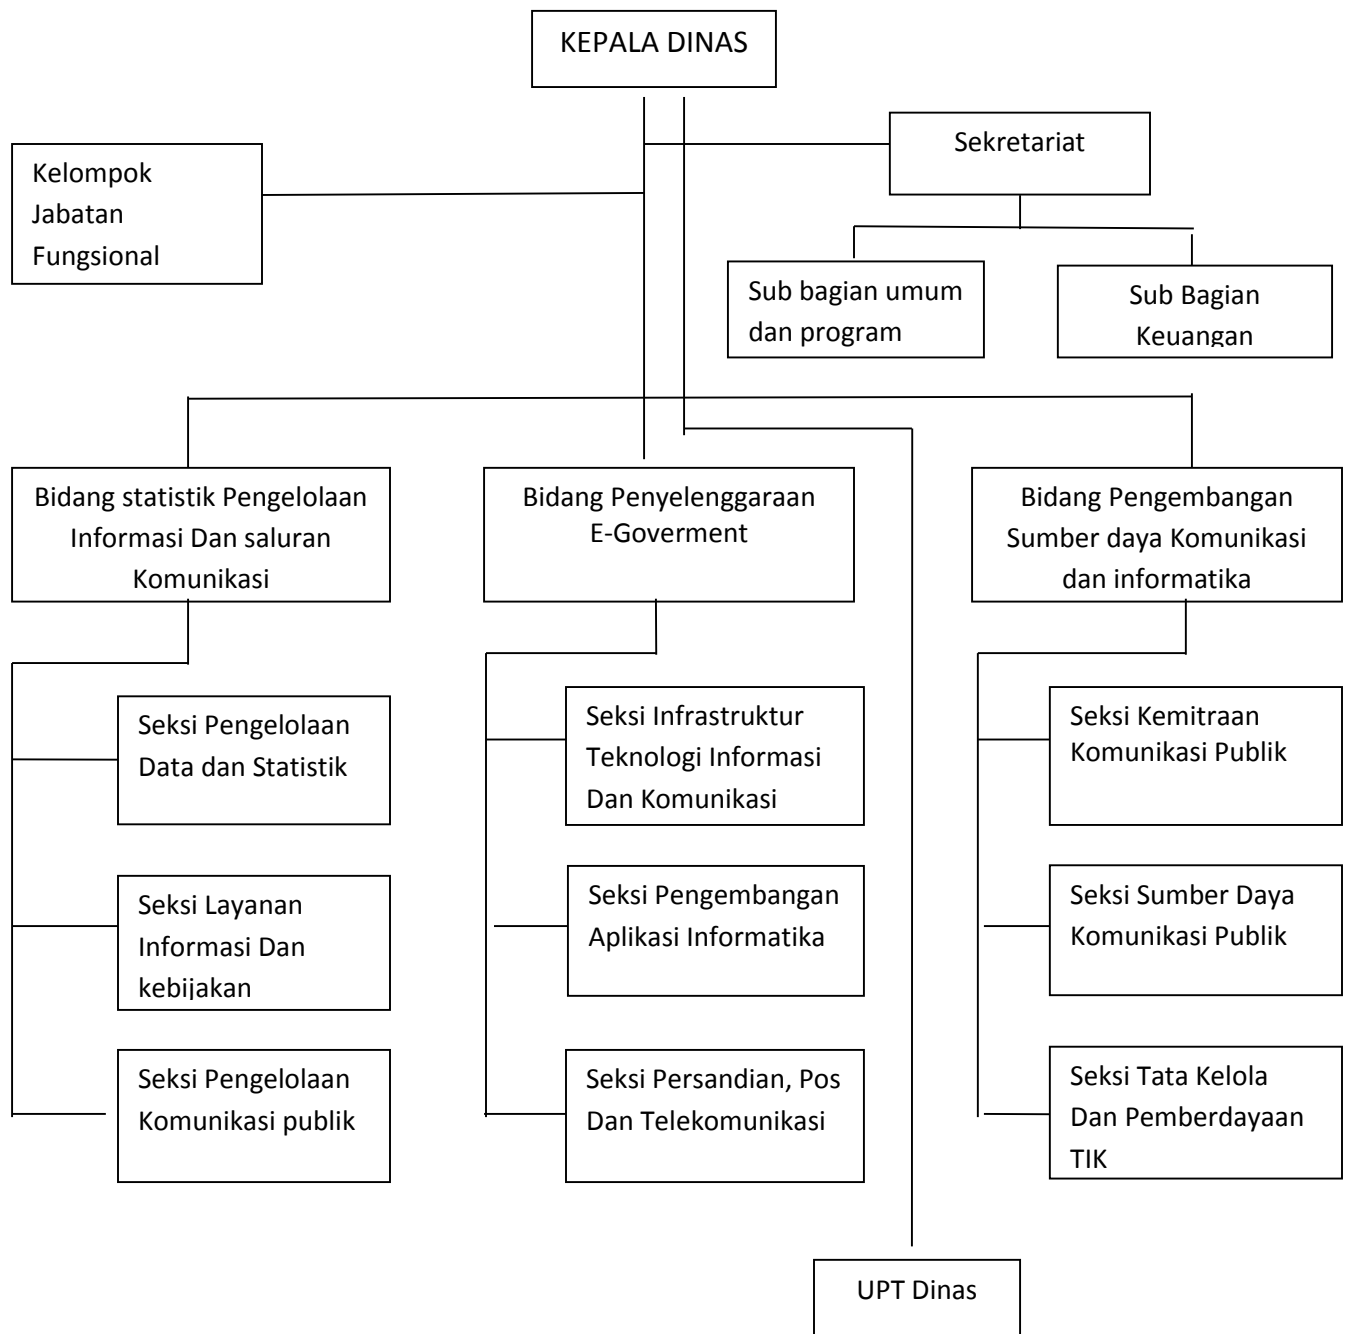 KEPALA DINAS
Sekretariat
Kelompok
Jabatan
Fungsional
Sub bagian umum
dan program
Sub Bagian
Keuangan
Bidang statistik Pengelolaan
Informasi Dan saluran
Komunikasi
Bidang Penyelenggaraan
E-Goverment
Bidang Pengembangan
Sumber daya Komunikasi
dan informatika
Seksi Pengelolaan
Data dan Statistik
Seksi Infrastruktur
Teknologi Informasi
Dan Komunikasi
Seksi Kemitraan
Komunikasi Publik
Seksi Layanan
Informasi Dan
kebijakan
Seksi Pengembangan
Aplikasi Informatika
Seksi Sumber Daya
Komunikasi Publik
Seksi Pengelolaan
Komunikasi publik
Seksi Persandian, Pos
Dan Telekomunikasi
Seksi Tata Kelola
Dan Pemberdayaan
TIK
UPT Dinas